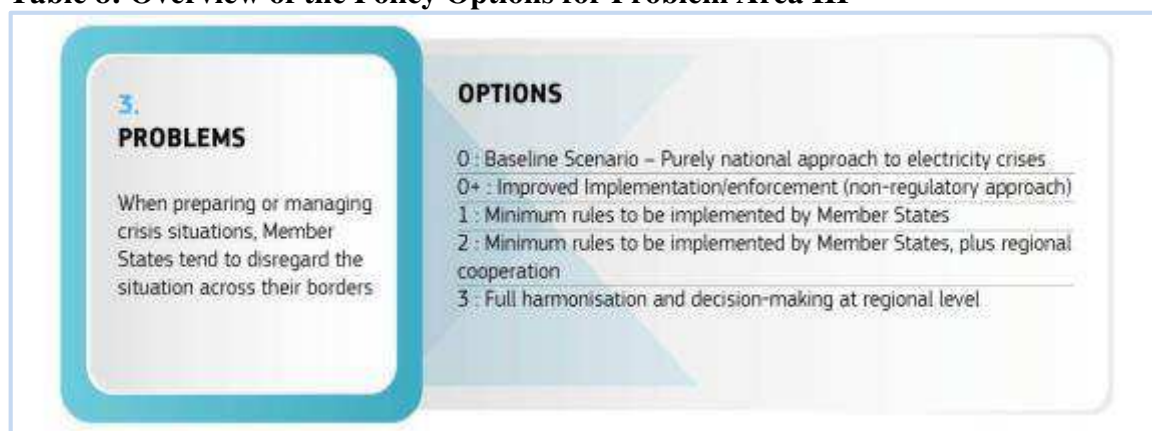 Table 8: Overview of the Policy Options for Problem Area III
3.
PROBLEMS
When preparing or managing
crisis situations, Member
States tend to disregard the
situation across their borders
OPTIONS
0 : Baseline Scenario – Purely national approach to electricity crises
0+ : Improved Implementation/enforcement (non-regulatory approach)
1 : Minimum rules to be implemented by Member States
2 : Minimum rules to be implemented by Member States, plus regional
cooperation
3 : Full harmonisation and decision-making at regional level